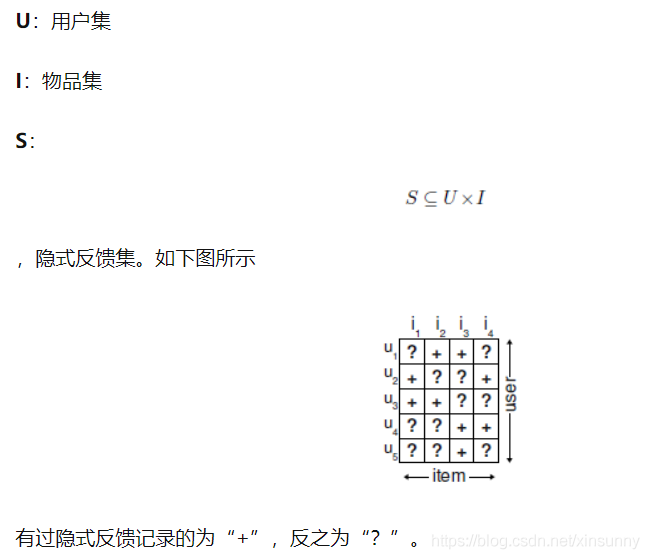 U：用户集
I：物品集
S：
S ⊆ U × I
，隐式反馈集。如下图所示
i₁ i₂ i₃ i₄
u₁ ? + + ?
u₂ + ? ? +
u₃ + + ? ?
u₄ ? ? + +
u₅ ? ? + ?
user
item
有过隐式反馈记录的为“+”，反之为“？”。
https://blog.csdn.net/xinsunny